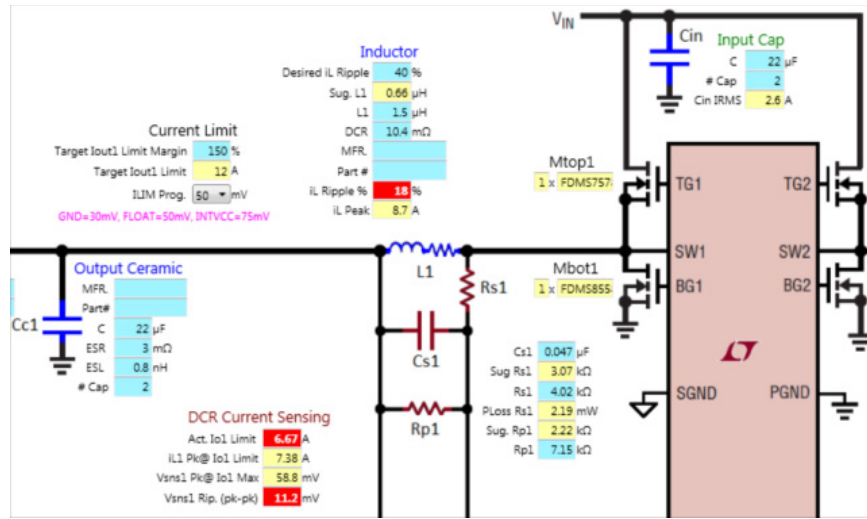 VIN
Cin
Input Cap
C 22 µF
# Cap 2
Cin IRMS 2.6 A
Inductor
Desired iL Ripple 40 %
Sug. L1 0.66 µH
L1 1.5 µH
DCR 10.4 mΩ
MFR.
Part #
iL Ripple % 18 %
iL Peak 8.7 A
Current Limit
Target Iout1 Limit Margin 150 %
Target Iout1 Limit 12 A
ILIM Prog. 50 mV
GND=30mV, FLOAT=50mV, INTVCC=75mV
Mtop1
1 x FDMS757
TG1
TG2
SW1
SW2
Mbot1
1 x FDMS855
BG1
BG2
SGND
PGND
L1
Rs1
Cs1
Rp1
Output Ceramic
MFR.
Part#
C 22 µF
ESR 3 mΩ
ESL 0.8 nH
# Cap 2
Cc1
Cs1 0.047 µF
Sug Rs1 3.07 kΩ
Rs1 4.02 kΩ
PLoss Rs1 2.19 mW
Sug. Rp1 2.22 kΩ
Rp1 7.15 kΩ
DCR Current Sensing
Act. Io1 Limit 6.67 A
iL1 Pk@ Io1 Limit 7.38 A
Vsns1 Pk@ Io1 Max 58.8 mV
Vsns1 Rip. (pk-pk) 11.2 mV